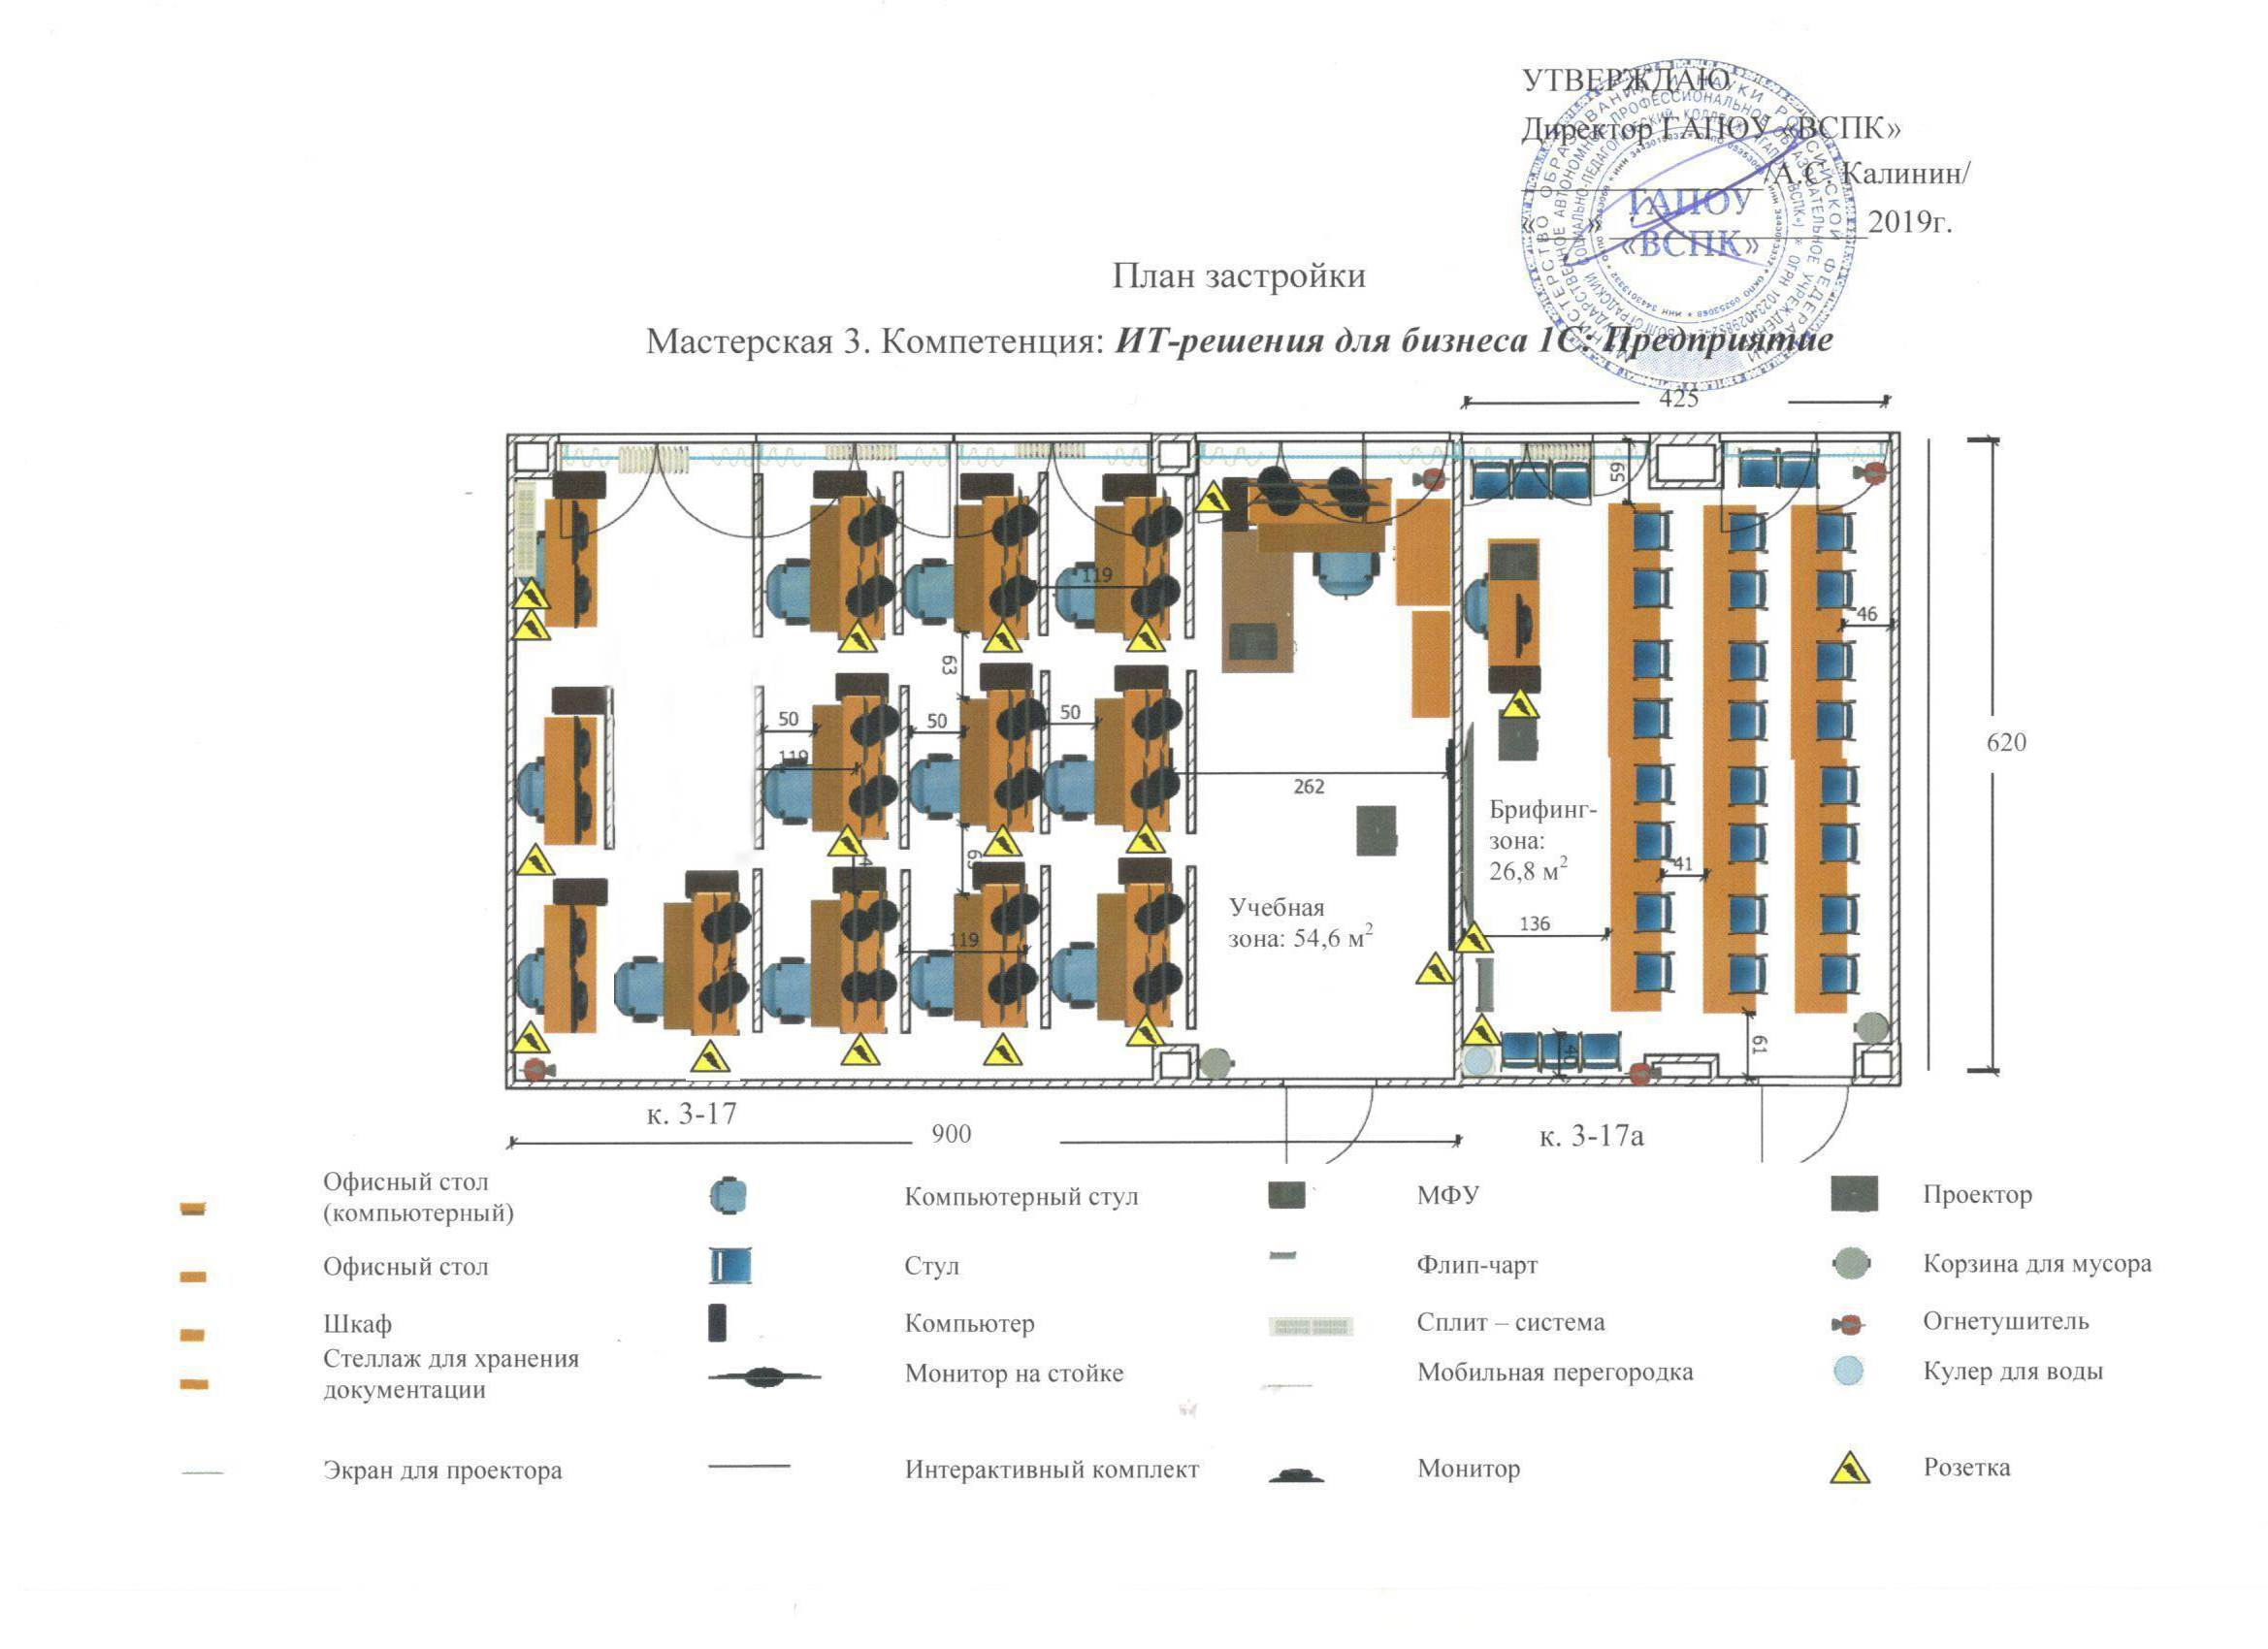 УТВЕРЖДАЮ
Директор ГАПОУ «ВСПК»
/А.С. Калинин/
« » 2019г.
ГАПОУ
«ВСПК»
План застройки
Мастерская 3. Компетенция: ИТ-решения для бизнеса 1С: Предприятие
425
59
119
46
63
50
50
50
119
620
262
Брифинг-
зона:
26,8 м²
41
Учебная
зона: 54,6 м²
136
119
61
40
к. 3-17
900
к. 3-17а
Офисный стол
(компьютерный)
Компьютерный стул
МФУ
Проектор
Офисный стол
Стул
Флип-чарт
Корзина для мусора
Шкаф
Компьютер
Сплит – система
Огнетушитель
Стеллаж для хранения
документации
Монитор на стойке
Мобильная перегородка
Кулер для воды
Экран для проектора
Интерактивный комплект
Монитор
Розетка